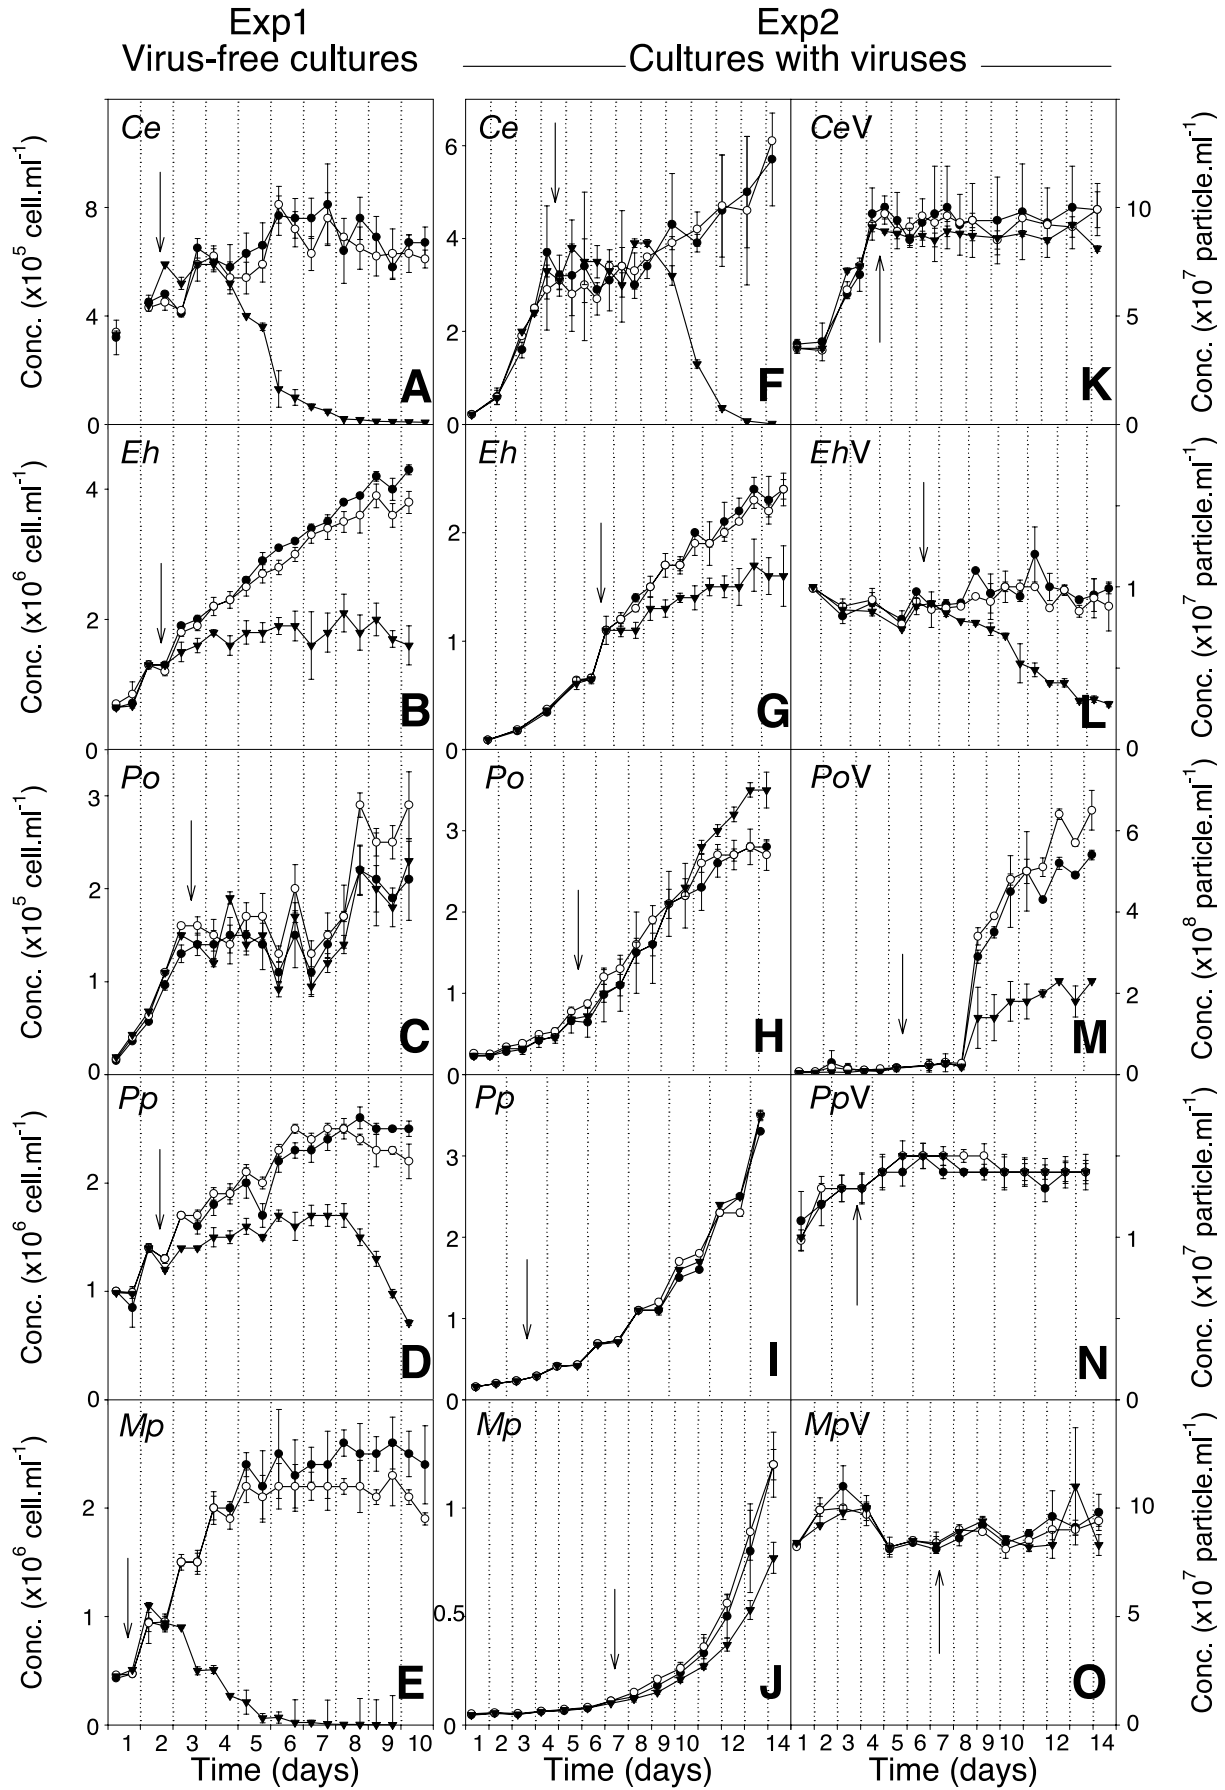 Exp1 Exp2
Virus-free cultures Cultures with viruses
Ce Ce CeV
8 6 10
4 4 5
0 2 0
0
A F K
Conc. (x10^5 cell.ml^-1) Conc. (x10^7 particle.ml^-1)
Eh Eh EhV
4 2 1
2 1 0
0 0
B G L
Conc. (x10^6 cell.ml^-1) Conc. (x10^7 particle.ml^-1)
Po Po PoV
3 3 6
2 2 4
1 1 2
0 0 0
C H M
Conc. (x10^5 cell.ml^-1) Conc. (x10^8 particle.ml^-1)
Pp Pp PpV
2 3 1
1 2 0
0 1
0
D I N
Conc. (x10^6 cell.ml^-1) Conc. (x10^7 particle.ml^-1)
Mp Mp MpV
2 1 10
1 0.5 5
0 0 0
E J O
Conc. (x10^6 cell.ml^-1) Conc. (x10^7 particle.ml^-1)
1 2 3 4 5 6 7 8 9 10 1 2 3 4 5 6 7 8 9 10 12 14 1 2 3 4 5 6 7 8 9 10 12 14
Time (days) Time (days) Time (days)